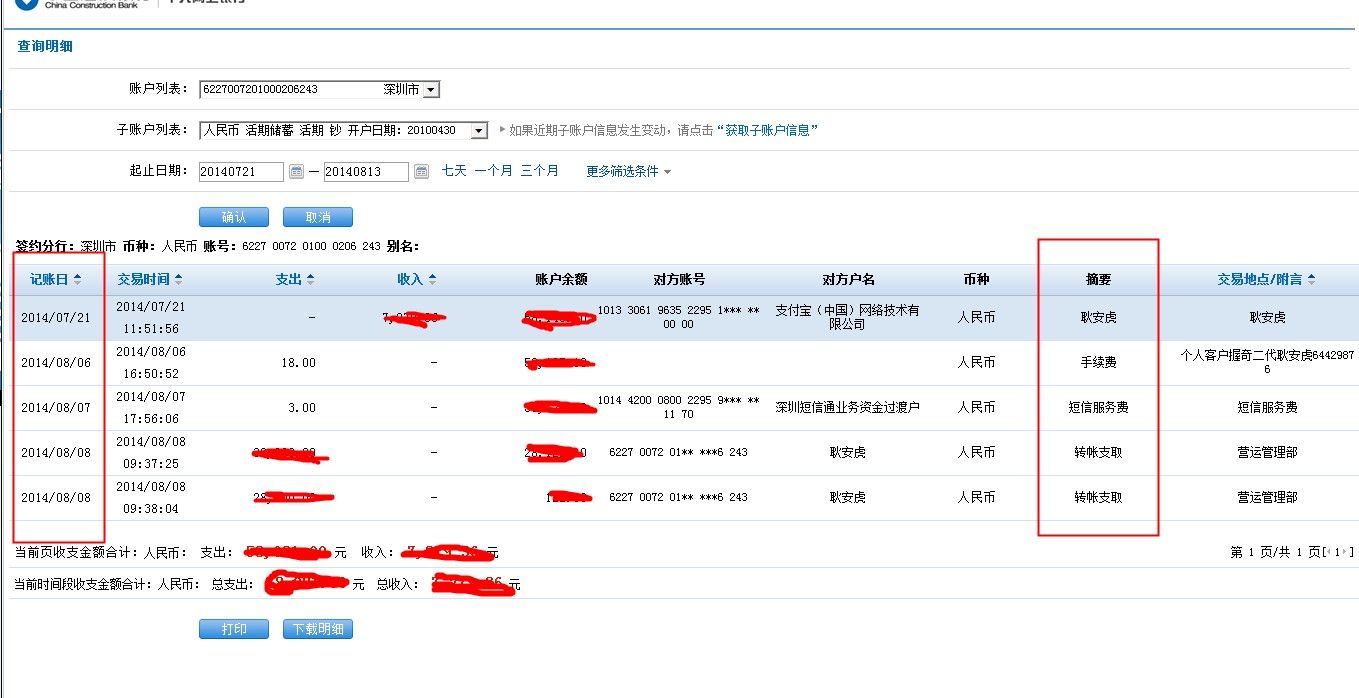 China Construction Bank
查询明细
账户列表： 6227007201000206243 深圳市
子账户列表： 人民币 活期储蓄 活期 钞 开户日期：20100430 如果近期子账户信息发生变动，请点击“获取子账户信息”
起止日期： 20140721 — 20140813 七天 一个月 三个月 更多筛选条件
确认 取消
签约分行：深圳市 币种：人民币 账号：6227 0072 0100 0206 243 别名：
记账日 交易时间 支出 收入 账户余额 对方账号 对方户名 币种 摘要 交易地点/附言
2014/07/21 2014/07/21 11:51:56 – 1013 3061 9635 2295 1*** ** 00 00 支付宝（中国）网络技术有限公司 人民币 耿安虎 耿安虎
2014/08/06 2014/08/06 16:50:52 18.00 – 人民币 手续费 个人客户握奇二代耿安虎64429876
2014/08/07 2014/08/07 17:56:06 3.00 – 1014 4200 0800 2295 9*** ** 11 70 深圳短信通业务资金过渡户 人民币 短信服务费 短信服务费
2014/08/08 2014/08/08 09:37:25 – 6227 0072 01** ***6 243 耿安虎 人民币 转帐支取 营运管理部
2014/08/08 2014/08/08 09:38:04 – 6227 0072 01** ***6 243 耿安虎 人民币 转帐支取 营运管理部
当前页收支金额合计：人民币： 支出： 元 收入： 元 第 1 页/共 1 页[ 1 ]
当前时间段收支金额合计：人民币： 总支出： 元 总收入： 元
打印 下载明细